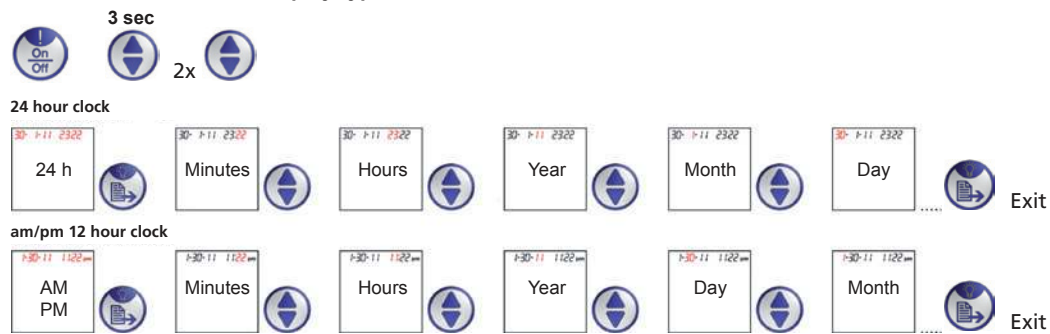 3 sec
!
On
Off
2x
24 hour clock
30- 1-11 23:22
30- 1-11 23:22
30- 1-11 23:22
30- 1-11 23:22
30- 1-11 23:22
30- 1-11 23:22
24 h
Minutes
Hours
Year
Month
Day
.....
Exit
am/pm 12 hour clock
1-30-11 11:22 pm
1-30-11 11:22 pm
1-30-11 11:22 pm
1-30-11 11:22 pm
1-30-11 11:22 pm
1-30-11 11:22 pm
AM
PM
Minutes
Hours
Year
Day
Month
.....
Exit